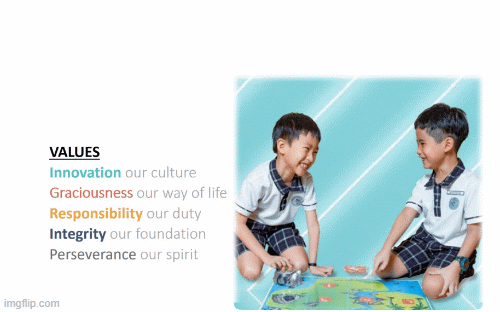 VALUES
Innovation our culture
Graciousness our way of life
Responsibility our duty
Integrity our foundation
Perseverance our spirit
imgflip.com